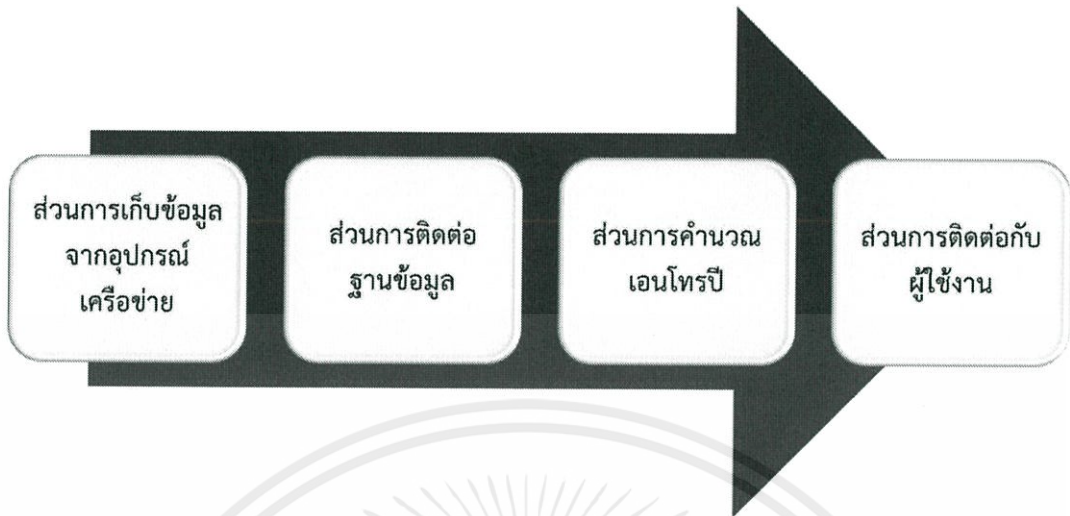 ส่วนการเก็บข้อมูล
จากอุปกรณ์
เครือข่าย
ส่วนการติดต่อ
ฐานข้อมูล
ส่วนการคำนวณ
เอนโทรปี
ส่วนการติดต่อกับ
ผู้ใช้งาน